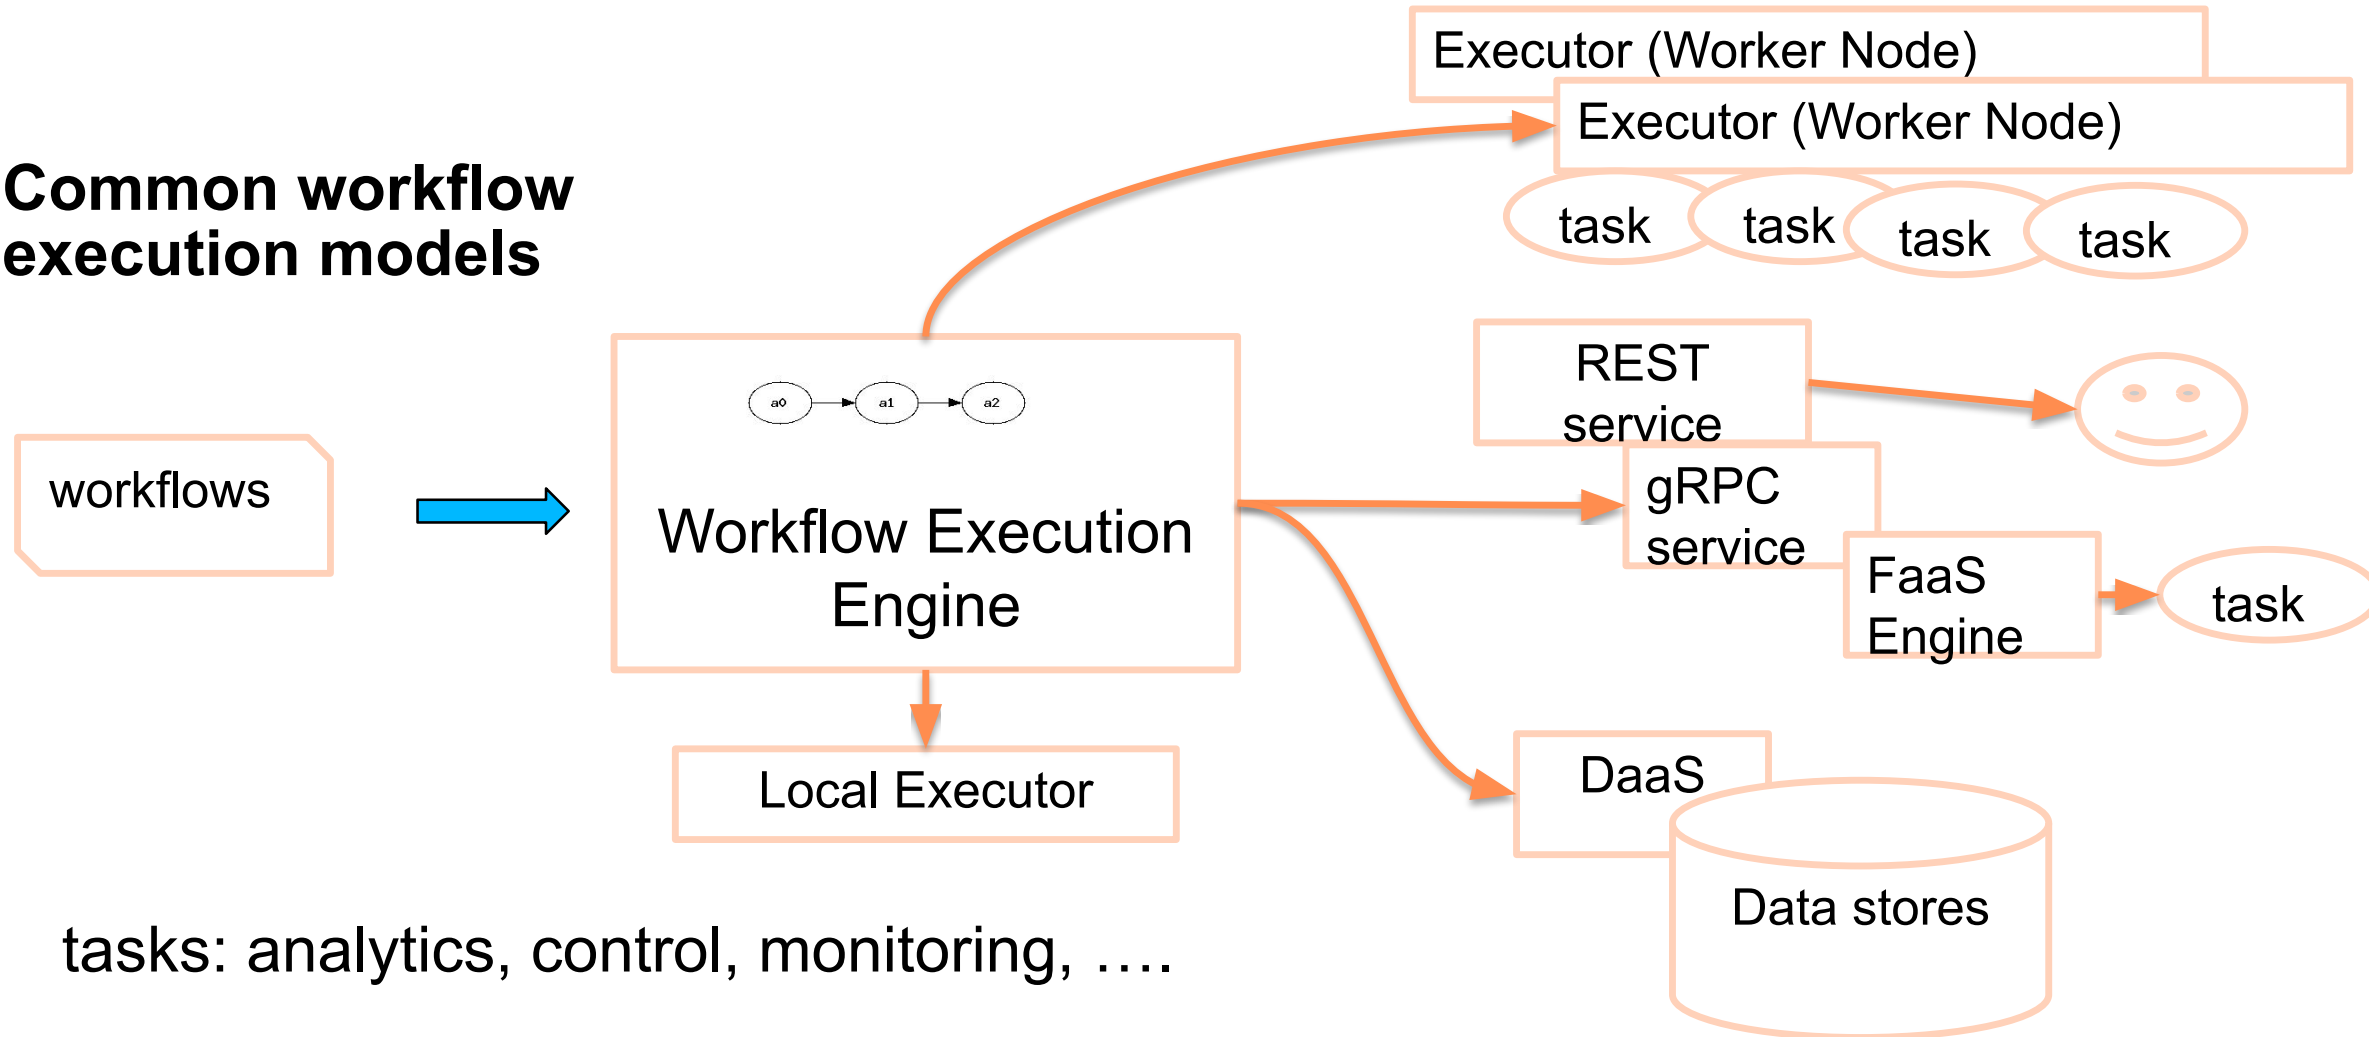 Common workflow
execution models
Executor (Worker Node)
Executor (Worker Node)
task
task
task
task
workflows
a0
a1
a2
Workflow Execution
Engine
Local Executor
REST
service
gRPC
service
FaaS
Engine
task
DaaS
Data stores
tasks: analytics, control, monitoring, ….